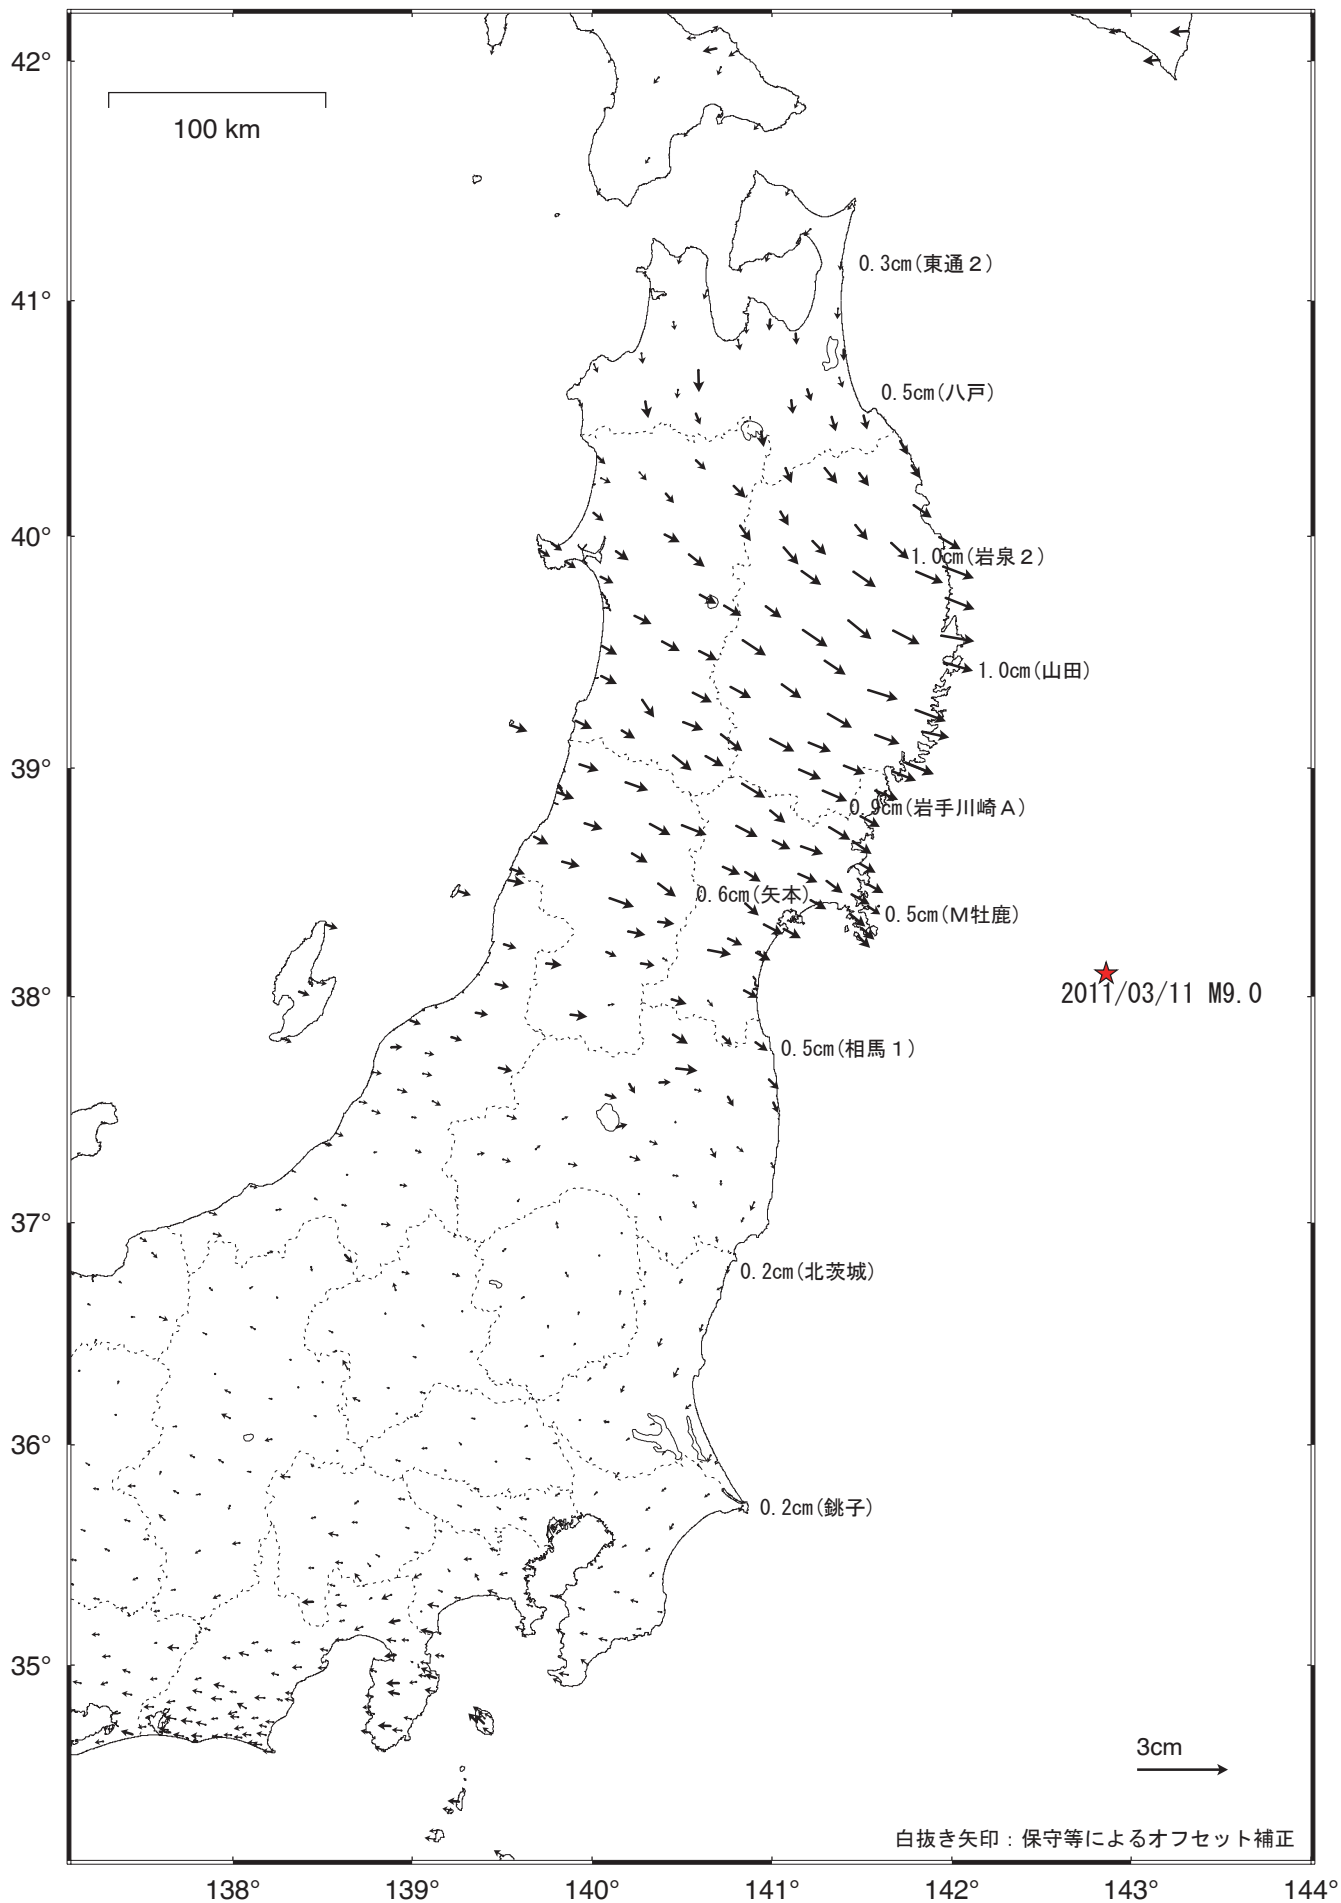 42°
100 km
0.3cm(東通２)
41°
0.5cm(八戸)
40°
1.0cm(岩泉２)
1.0cm(山田)
39°
0.9cm(岩手川崎Ａ)
0.6cm(矢本)
0.5cm(Ｍ牡鹿)
38°
2011/03/11 M9.0
0.5cm(相馬１)
37°
0.2cm(北茨城)
36°
0.2cm(銚子)
35°
3cm
白抜き矢印：保守等によるオフセット補正
138° 139° 140° 141° 142° 143° 144°